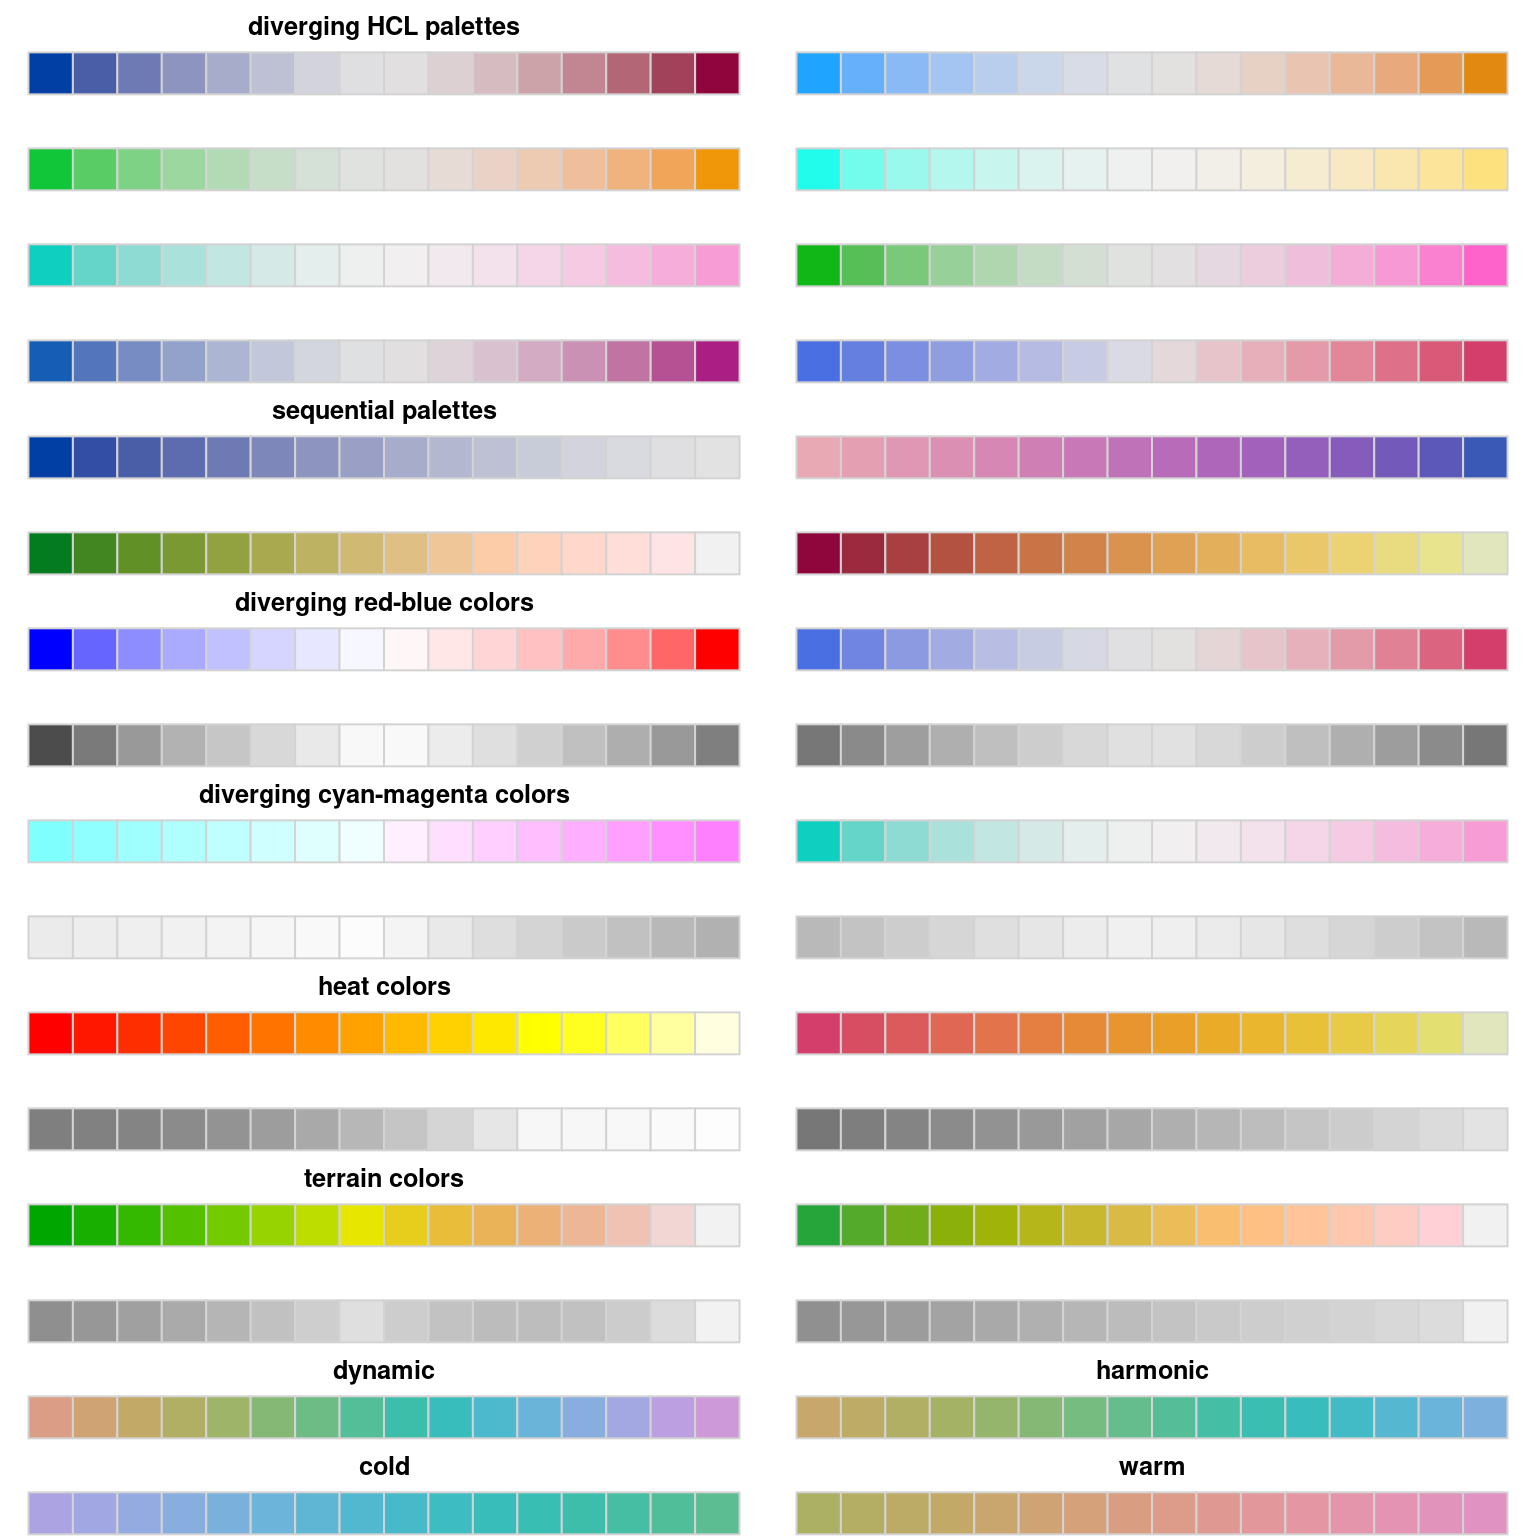 diverging HCL palettes
sequential palettes
diverging red-blue colors
diverging cyan-magenta colors
heat colors
terrain colors
dynamic
harmonic
cold
warm